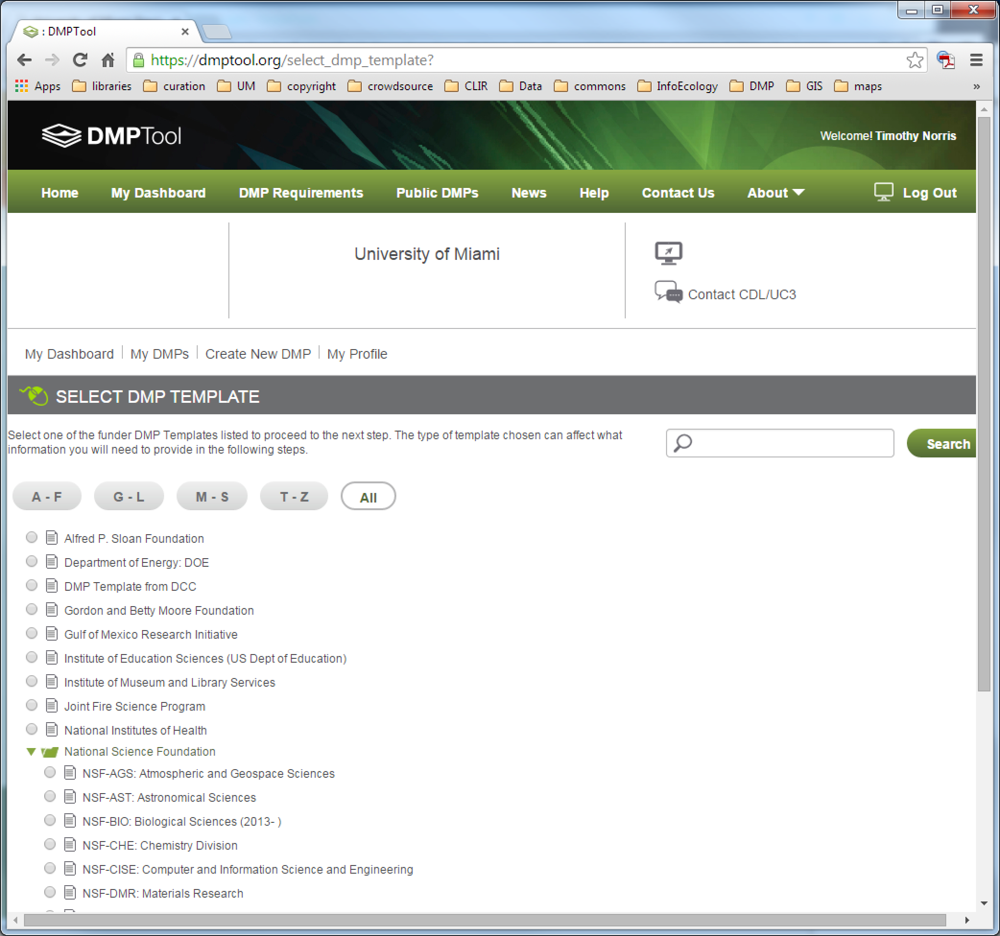 : DMPTool
https://dmptool.org/select_dmp_template?
Apps libraries curation UM copyright crowdsource CLIR Data commons InfoEcology DMP GIS maps »
DMPTool
Welcome! Timothy Norris
Home My Dashboard DMP Requirements Public DMPs News Help Contact Us About Log Out
University of Miami
Contact CDL/UC3
My Dashboard My DMPs Create New DMP My Profile
SELECT DMP TEMPLATE
Select one of the funder DMP Templates listed to proceed to the next step. The type of template chosen can affect what
information you will need to provide in the following steps.
Search
A - F G - L M - S T - Z All
Alfred P. Sloan Foundation
Department of Energy: DOE
DMP Template from DCC
Gordon and Betty Moore Foundation
Gulf of Mexico Research Initiative
Institute of Education Sciences (US Dept of Education)
Institute of Museum and Library Services
Joint Fire Science Program
National Institutes of Health
National Science Foundation
NSF-AGS: Atmospheric and Geospace Sciences
NSF-AST: Astronomical Sciences
NSF-BIO: Biological Sciences (2013- )
NSF-CHE: Chemistry Division
NSF-CISE: Computer and Information Science and Engineering
NSF-DMR: Materials Research